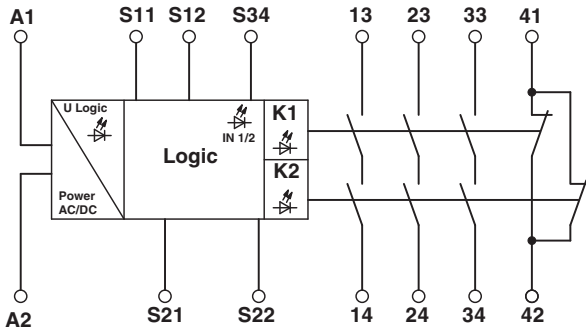 A1 S11 S12 S34 13 23 33 41
U Logic
K1
IN 1/2
Logic
K2
Power
AC/DC
A2 S21 S22 14 24 34 42